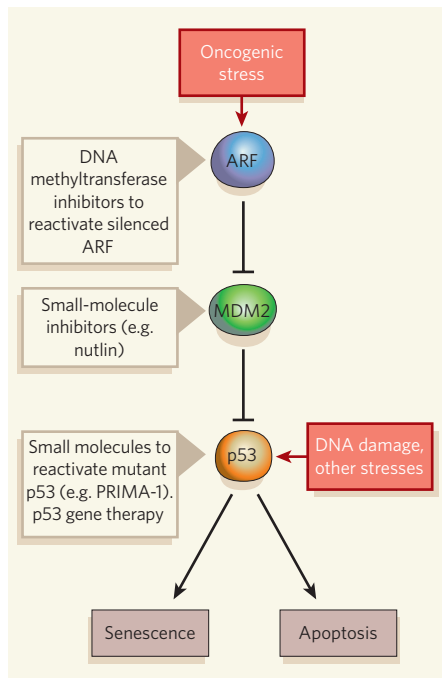 Oncogenic
stress
DNA
methyltransferase
inhibitors to
reactivate silenced
ARF
ARF
Small-molecule
inhibitors (e.g.
nutlin)
MDM2
Small molecules to
reactivate mutant
p53 (e.g. PRIMA-1).
p53 gene therapy
p53
DNA damage,
other stresses
Senescence
Apoptosis